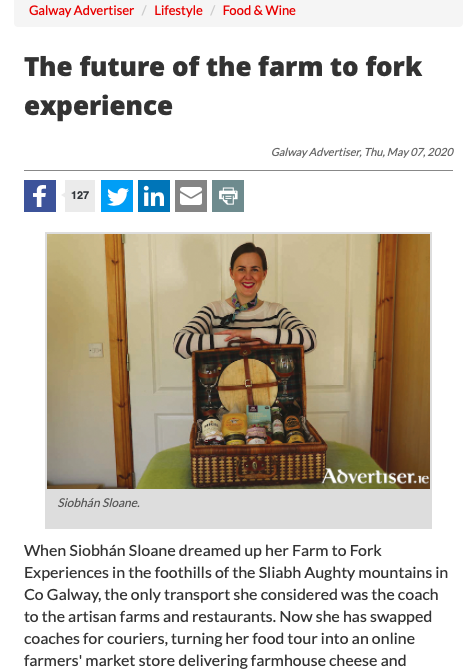 Galway Advertiser / Lifestyle / Food & Wine
The future of the farm to fork
experience
Galway Advertiser, Thu, May 07, 2020
127
Advertiser.ie
Siobhán Sloane.
When Siobhán Sloane dreamed up her Farm to Fork
Experiences in the foothills of the Sliabh Aughty mountains in
Co Galway, the only transport she considered was the coach
to the artisan farms and restaurants. Now she has swapped
coaches for couriers, turning her food tour into an online
farmers' market store delivering farmhouse cheese and